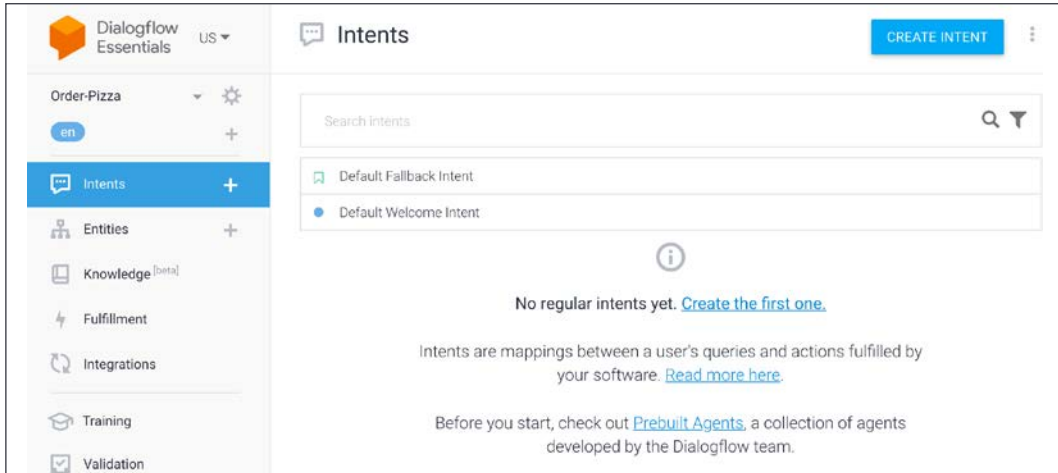 Dialogflow
Essentials
US
Order-Pizza
en
Intents
Entities
Knowledge [beta]
Fulfillment
Integrations
Training
Validation
Intents
CREATE INTENT
Search intents
Default Fallback Intent
Default Welcome Intent
No regular intents yet. Create the first one.
Intents are mappings between a user's queries and actions fulfilled by
your software. Read more here.
Before you start, check out Prebuilt Agents, a collection of agents
developed by the Dialogflow team.